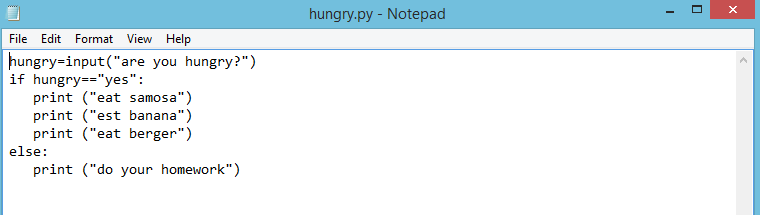 hungry.py - Notepad
File Edit Format View Help
hungry=input("are you hungry?")
if hungry=="yes":
   print ("eat samosa")
   print ("est banana")
   print ("eat berger")
else:
   print ("do your homework")